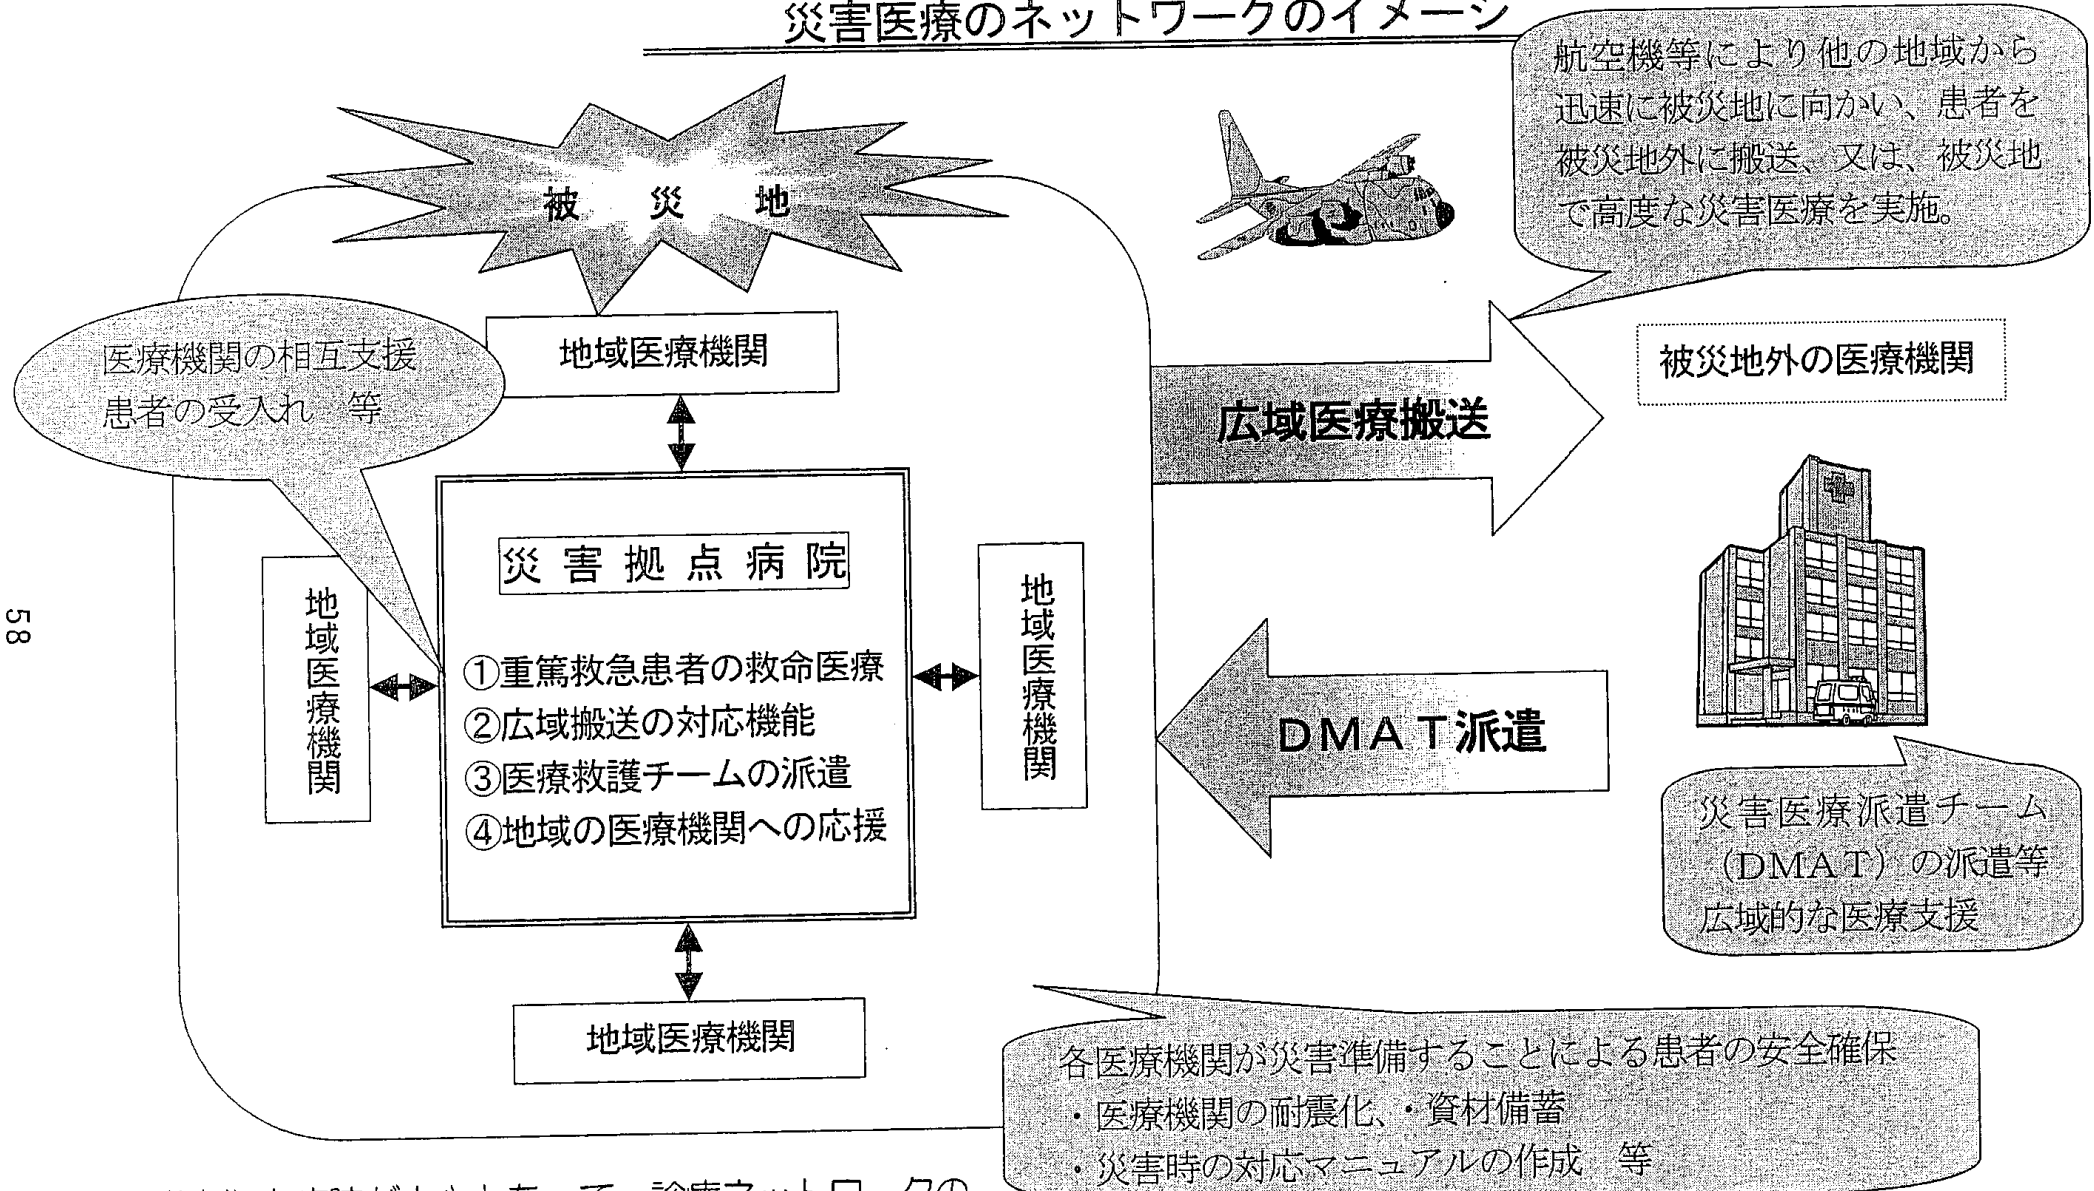 災害医療のネットワークのイメージ
航空機等により他の地域から
迅速に被災地に向かい、患者を
被災地外に搬送、又は、被災地
で高度な災害医療を実施。
被 災 地
医療機関の相互支援
患者の受入れ 等
地域医療機関
広域医療搬送
被災地外の医療機関
地域医療機関
災害拠点病院
①重篤救急患者の救命医療
②広域搬送の対応機能
③医療救護チームの派遣
④地域の医療機関への応援
地域医療機関
DMAT派遣
災害医療派遣チーム
(DMAT)の派遣等
広域的な医療支援
地域医療機関
各医療機関が災害準備することによる患者の安全確保
・医療機関の耐震化、・資材備蓄
・災害時の対応マニュアルの作成 等
て、診療ネットワークの
58